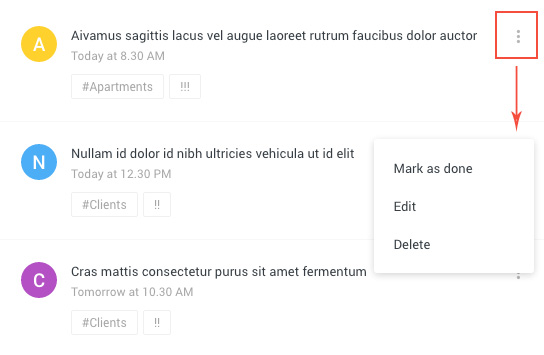 A
Aivamus sagittis lacus vel augue laoreet rutrum faucibus dolor auctor
Today at 8.30 AM
#Apartments !!!
N
Nullam id dolor id nibh ultricies vehicula ut id elit
Today at 12.30 PM
#Clients !!
Mark as done
Edit
Delete
C
Cras mattis consectetur purus sit amet fermentum
Tomorrow at 10.30 AM
#Clients !!